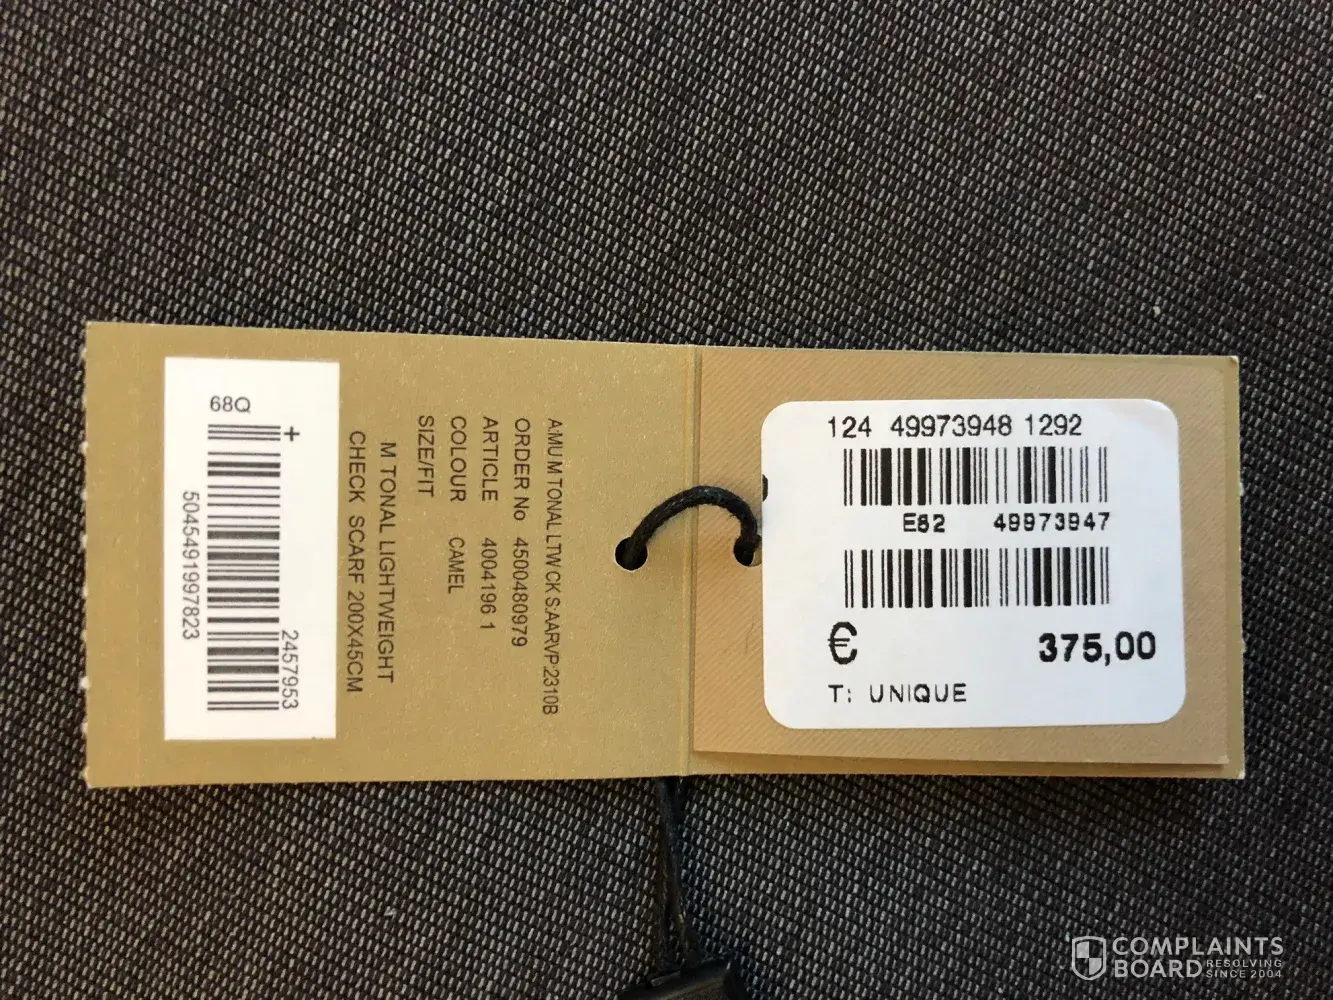 68Q
+
5045491997823
2457953
A:MU M TONAL LTW CK S:AARVP:2310B
ORDER No 4500480979
ARTICLE 4004196 1
COLOUR CAMEL
SIZE/FIT
M TONAL LIGHTWEIGHT
CHECK SCARF 200X45CM
124 49973948 1292
E82 49973947
€ 375,00
T: UNIQUE
COMPLAINTS
BOARD RESOLVING
SINCE 2004